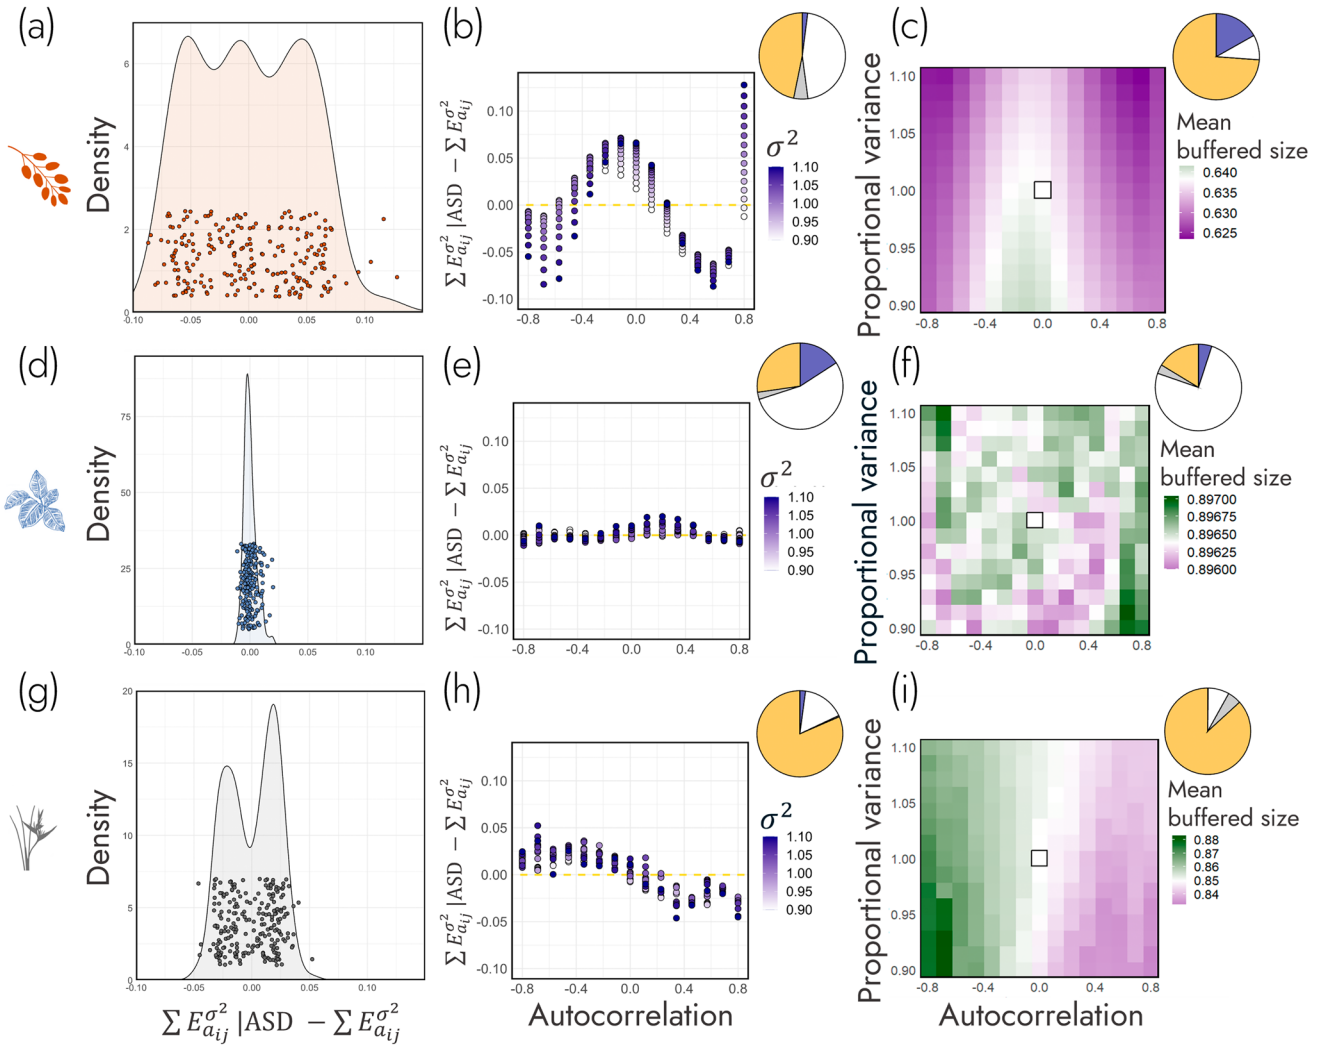 (a)
Density
6
4
2
0
-0.10 -0.05 0.00 0.05 0.10
(b)
∑ E_{a_{ij}}^{σ²} |ASD − ∑ E_{a_{ij}}^{σ²}
0.10
0.05
0.00
-0.05
-0.10
-0.8 -0.4 0.0 0.4 0.8
σ²
1.10
1.05
1.00
0.95
0.90
(c)
Proportional variance
1.10
1.05
1.00
0.95
0.90
-0.8 -0.4 0.0 0.4 0.8
Mean
buffered size
0.640
0.635
0.630
0.625
(d)
Density
75
50
25
0
-0.10 -0.05 0.00 0.05 0.10
(e)
∑ E_{a_{ij}}^{σ²} |ASD − ∑ E_{a_{ij}}^{σ²}
0.10
0.05
0.00
-0.05
-0.10
-0.8 -0.4 0.0 0.4 0.8
σ²
1.10
1.05
1.00
0.95
0.90
(f)
Proportional variance
1.10
1.05
1.00
0.95
0.90
-0.8 -0.4 0.0 0.4 0.8
Mean
buffered size
0.89700
0.89675
0.89650
0.89625
0.89600
(g)
Density
20
15
10
5
0
-0.10 -0.05 0.00 0.05 0.10
∑ E_{a_{ij}}^{σ²} |ASD − ∑ E_{a_{ij}}^{σ²}
(h)
∑ E_{a_{ij}}^{σ²} |ASD − ∑ E_{a_{ij}}^{σ²}
0.10
0.05
0.00
-0.05
-0.10
-0.8 -0.4 0.0 0.4 0.8
Autocorrelation
σ²
1.10
1.05
1.00
0.95
0.90
(i)
Proportional variance
1.10
1.05
1.00
0.95
0.90
-0.8 -0.4 0.0 0.4 0.8
Autocorrelation
Mean
buffered size
0.88
0.87
0.86
0.85
0.84